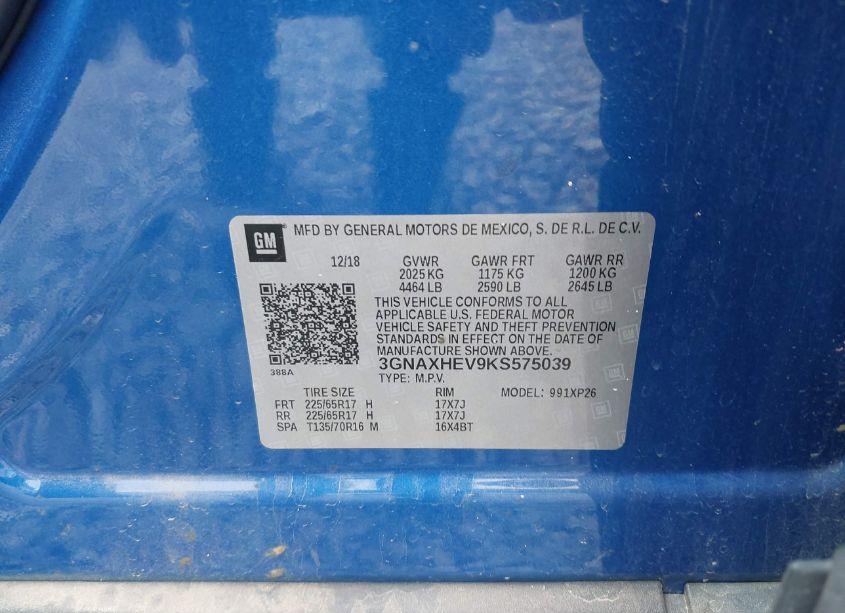 GM
MFD BY GENERAL MOTORS DE MEXICO, S. DE R.L. DE C.V.
12/18 GVWR GAWR FRT GAWR RR
2025 KG 1175 KG 1200 KG
4464 LB 2590 LB 2645 LB
THIS VEHICLE CONFORMS TO ALL
APPLICABLE U.S. FEDERAL MOTOR
VEHICLE SAFETY AND THEFT PREVENTION
STANDARDS IN EFFECT ON THE DATE OF
MANUFACTURE SHOWN ABOVE.
388A
3GNAXHEV9KS575039
TYPE: M.P.V.
TIRE SIZE RIM MODEL: 991XP26
FRT 225/65R17 H 17X7J
RR 225/65R17 H 17X7J
SPA T135/70R16 M 16X4BT